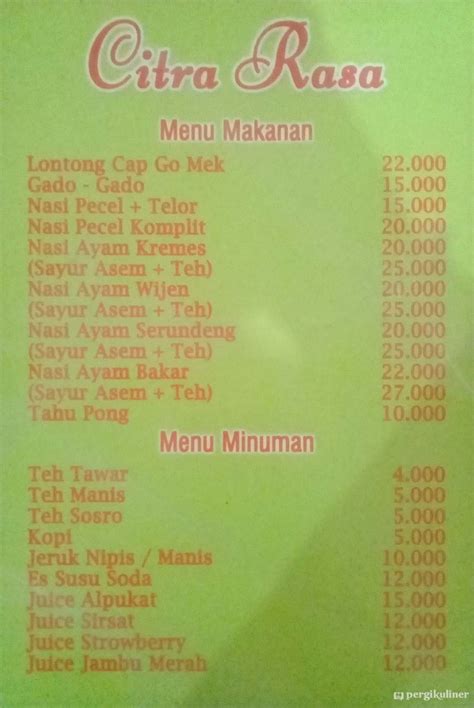 Citra Rasa
Menu Makanan
Lontong Cap Go Mek 22.000
Gado - Gado 15.000
Nasi Pecel + Telor 15.000
Nasi Pecel Komplit 20.000
Nasi Ayam Kremes 20.000
(Sayur Asem + Teh) 25.000
Nasi Ayam Wijen 20.000
(Sayur Asem + Teh) 25.000
Nasi Ayam Serundeng 20.000
(Sayur Asem + Teh) 25.000
Nasi Ayam Bakar 22.000
(Sayur Asem + Teh) 27.000
Tahu Pong 10.000
Menu Minuman
Teh Tawar 4.000
Teh Manis 5.000
Teh Sosro 5.000
Kopi 5.000
Jeruk Nipis / Manis 10.000
Es Susu Soda 12.000
Juice Alpukat 15.000
Juice Sirsat 12.000
Juice Strowberry 12.000
Juice Jambu Merah 12.000
pergikuliner